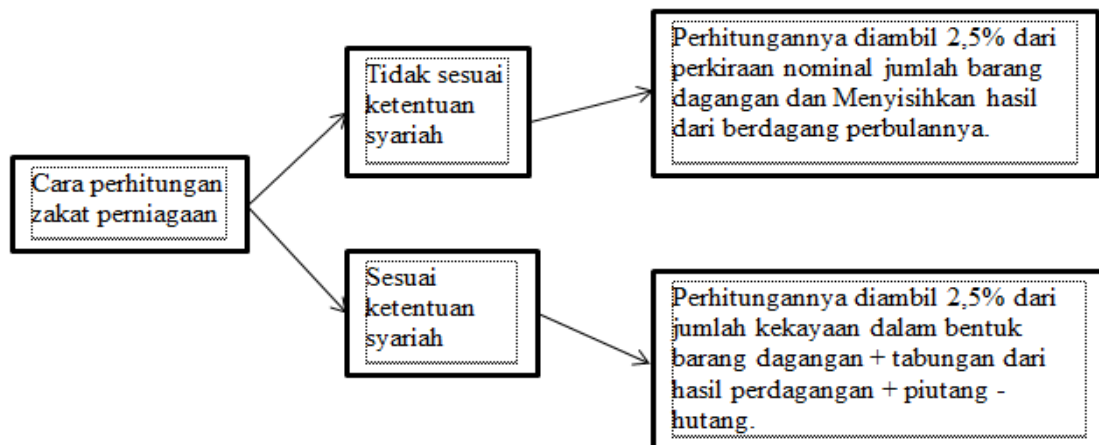 Cara perhitungan
zakat perniagaan
Tidak sesuai
ketentuan
syariah
Perhitungannya diambil 2,5% dari
perkiraan nominal jumlah barang
dagangan dan Menyisihkan hasil
dari berdagang perbulannya.
Sesuai
ketentuan
syariah
Perhitungannya diambil 2,5% dari
jumlah kekayaan dalam bentuk
barang dagangan + tabungan dari
hasil perdagangan + piutang -
hutang.